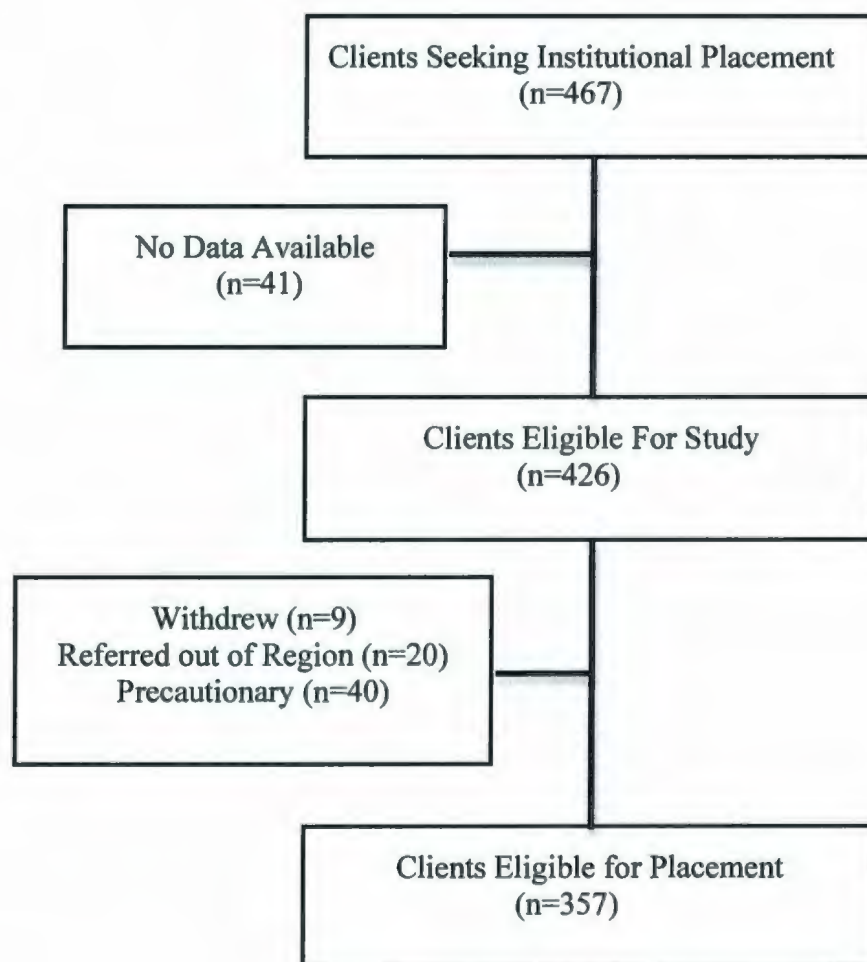 Clients Seeking Institutional Placement
(n=467)
No Data Available
(n=41)
Clients Eligible For Study
(n=426)
Withdrew (n=9)
Referred out of Region (n=20)
Precautionary (n=40)
Clients Eligible for Placement
(n=357)